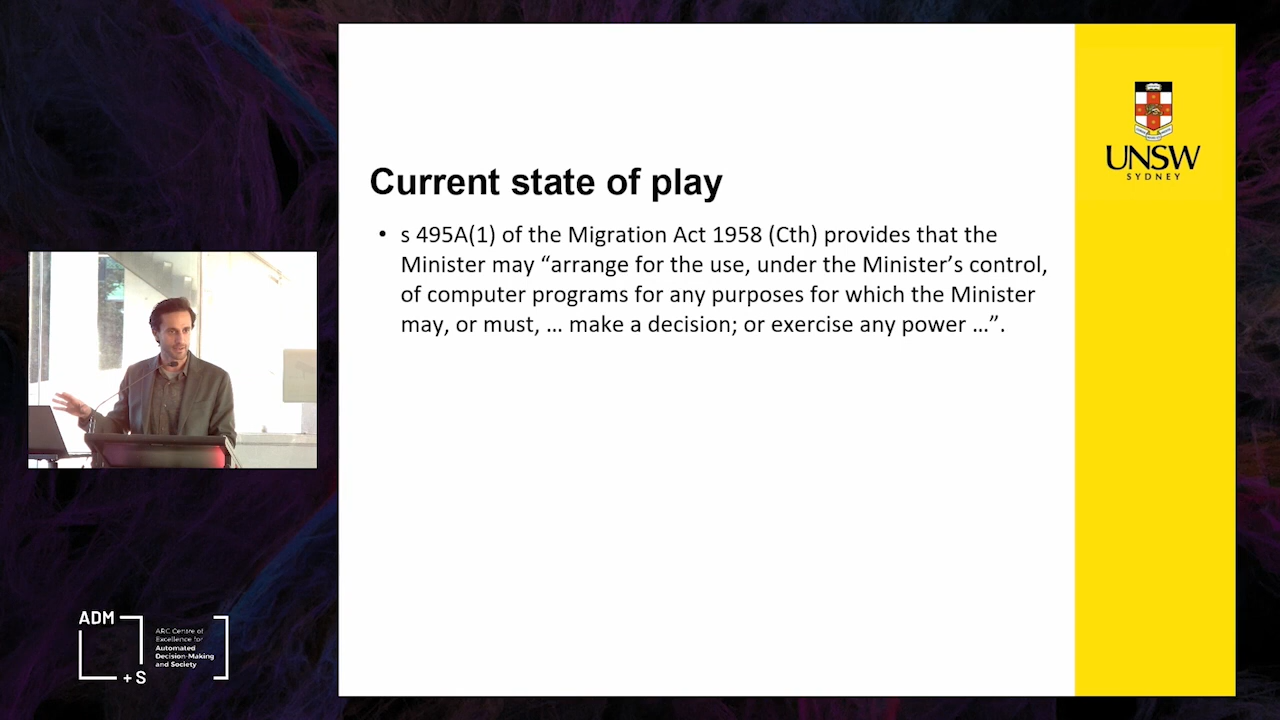 Current state of play
• s 495A(1) of the Migration Act 1958 (Cth) provides that the
Minister may “arrange for the use, under the Minister’s control,
of computer programs for any purposes for which the Minister
may, or must, … make a decision; or exercise any power …”.
UNSW
SYDNEY
ADM
+ S
ARC Centre of
Excellence for
Automated
Decision-Making
and Society